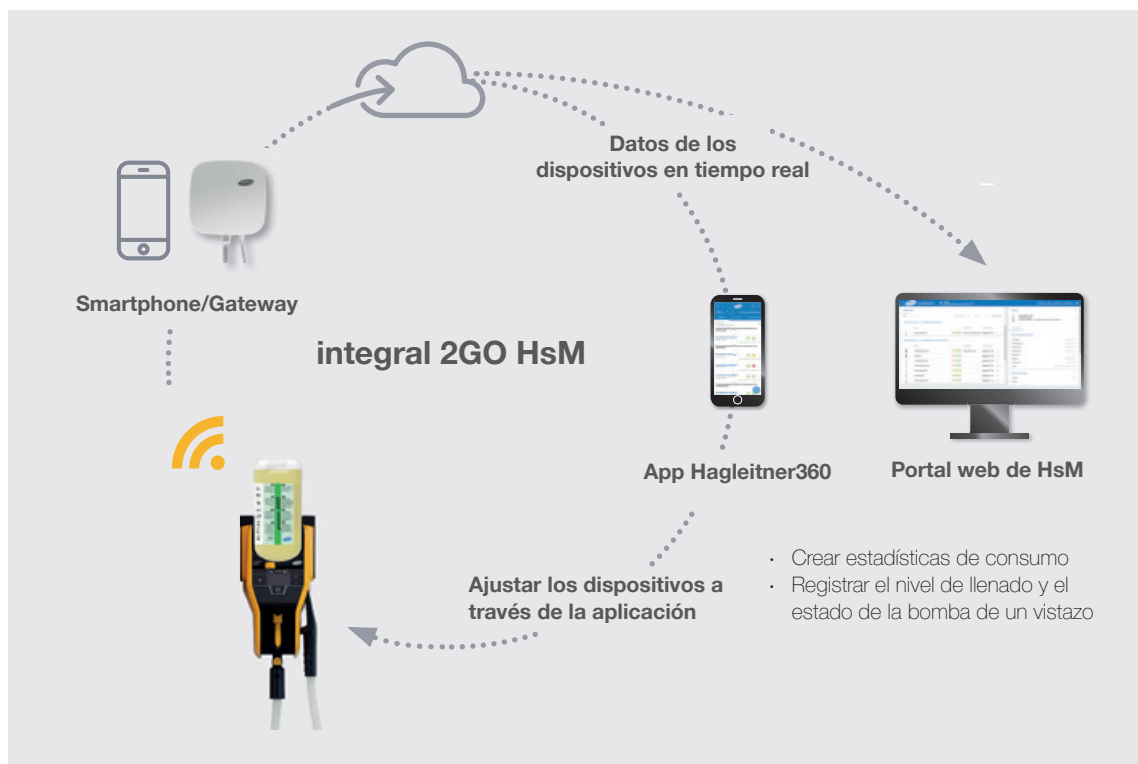 Datos de los
dispositivos en tiempo real
Smartphone/Gateway
integral 2GO HsM
App Hagleitner360
Portal web de HsM
Ajustar los dispositivos a
través de la aplicación
· Crear estadísticas de consumo
· Registrar el nivel de llenado y el
estado de la bomba de un vistazo